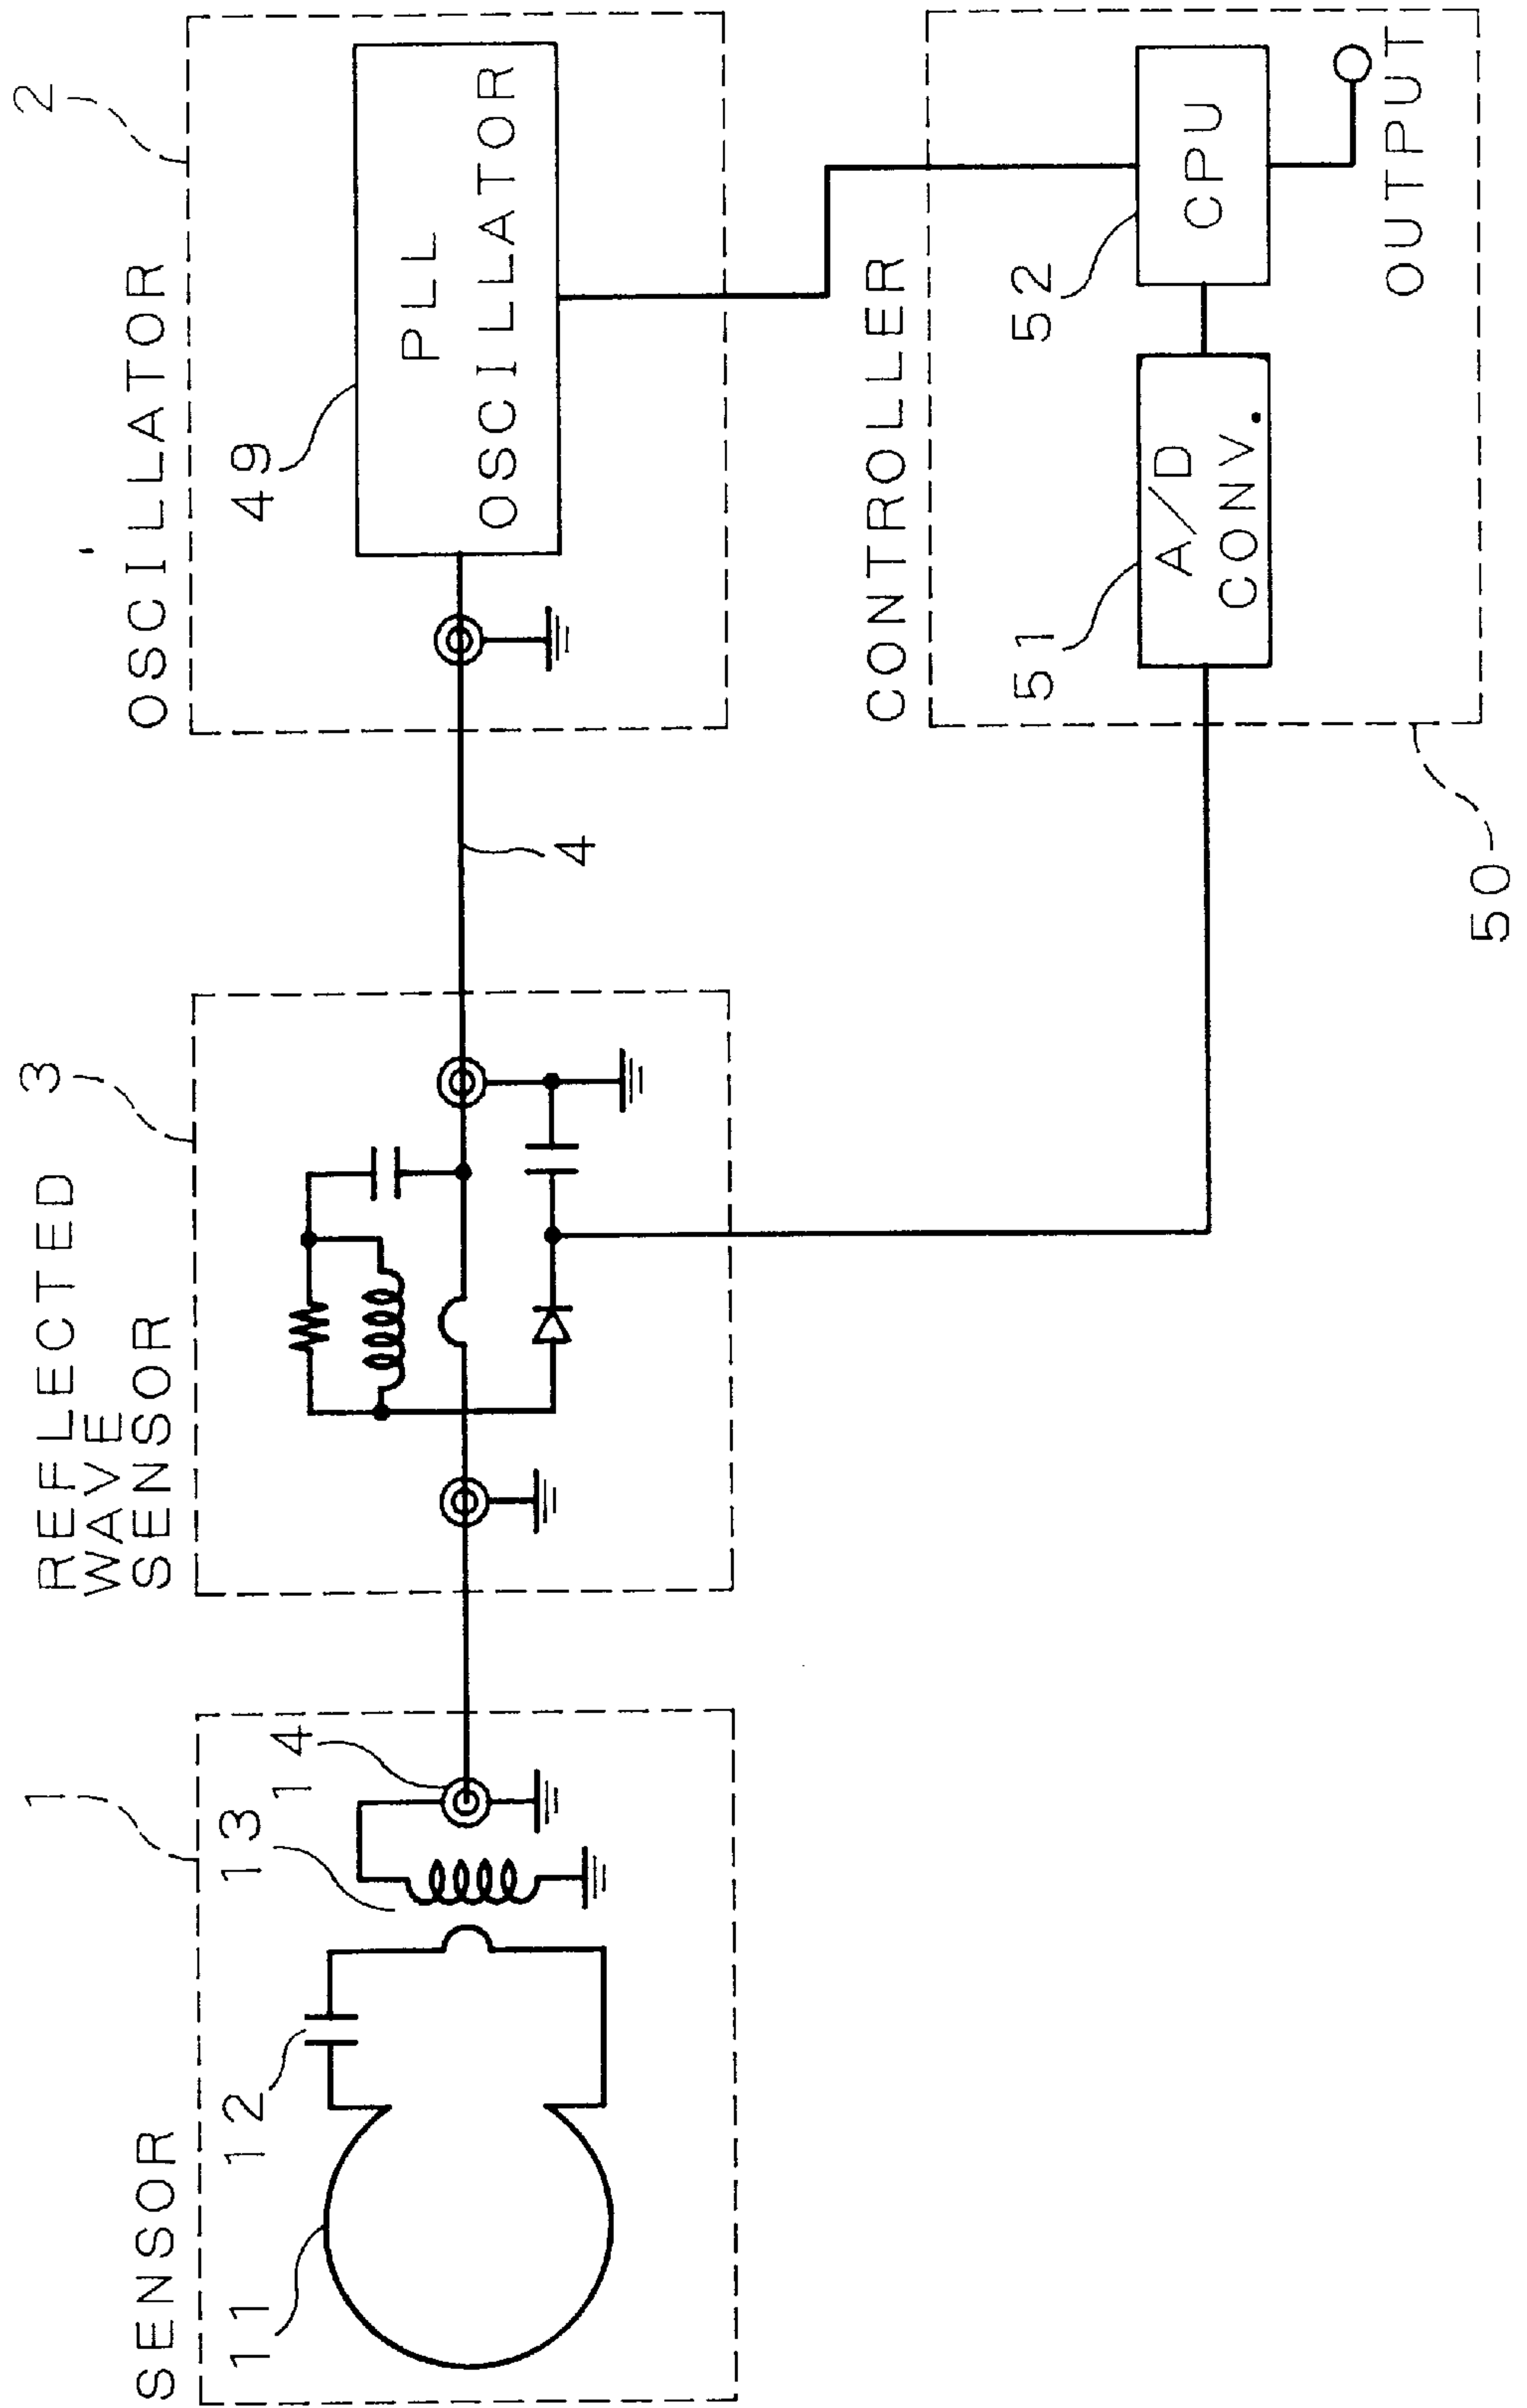 SENSOR
1
11
12
13
14
REFLECTED
WAVE
SENSOR
3
4
OSCILLATOR
2
49
PLL
OSCILLATOR
CONTROLLER
51
A/D
CONV.
52
CPU
OUTPUT
50